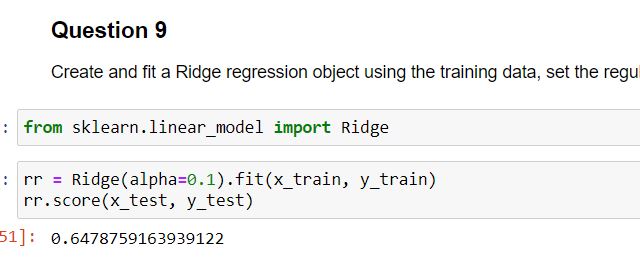 Question 9
Create and fit a Ridge regression object using the training data, set the
: from sklearn.linear_model import Ridge
: rr = Ridge(alpha=0.1).fit(x_train, y_train)
rr.score(x_test, y_test)
51]: 0.6478759163939122